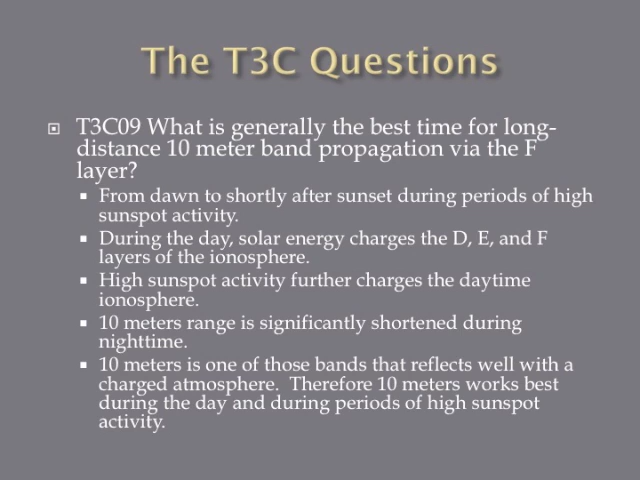 The T3C Questions
T3C09 What is generally the best time for long-
distance 10 meter band propagation via the F
layer?
From dawn to shortly after sunset during periods of high
sunspot activity.
During the day, solar energy charges the D, E, and F
layers of the ionosphere.
High sunspot activity further charges the daytime
ionosphere.
10 meters range is significantly shortened during
nighttime.
10 meters is one of those bands that reflects well with a
charged atmosphere.  Therefore 10 meters works best
during the day and during periods of high sunspot
activity.